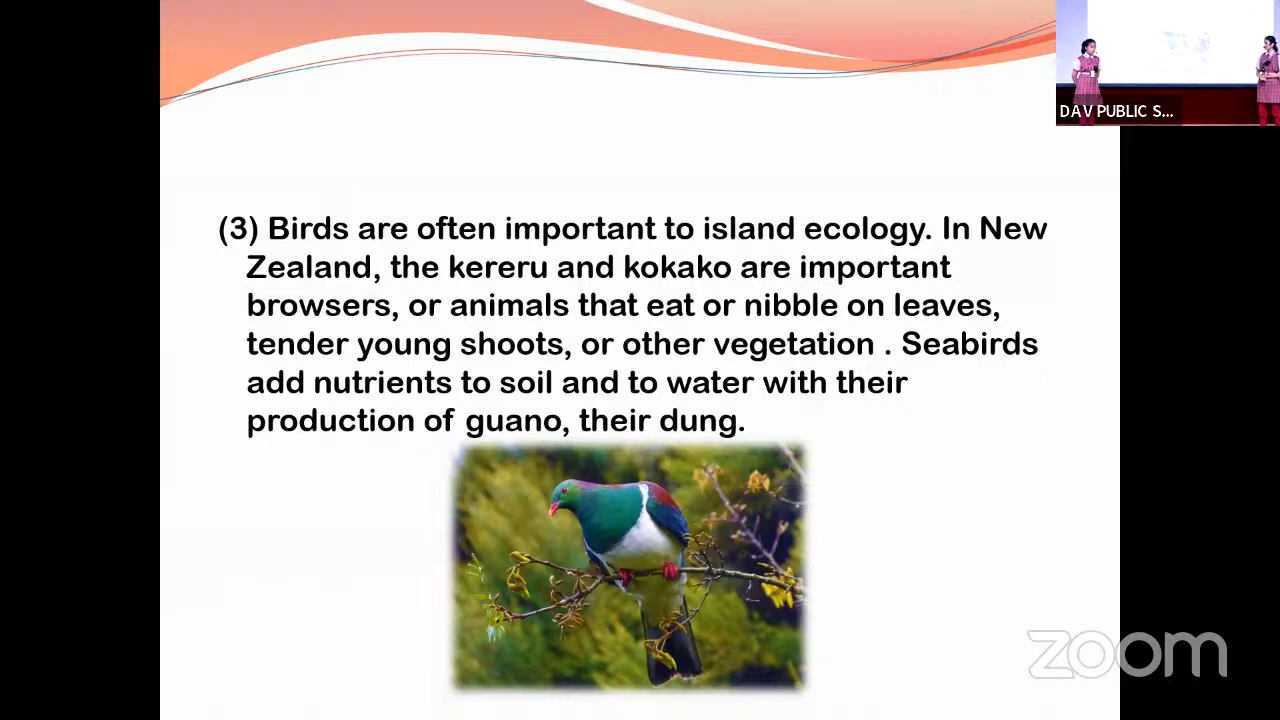 DAV PUBLIC S...
(3) Birds are often important to island ecology. In New
Zealand, the kereru and kokako are important
browsers, or animals that eat or nibble on leaves,
tender young shoots, or other vegetation . Seabirds
add nutrients to soil and to water with their
production of guano, their dung.
zoom